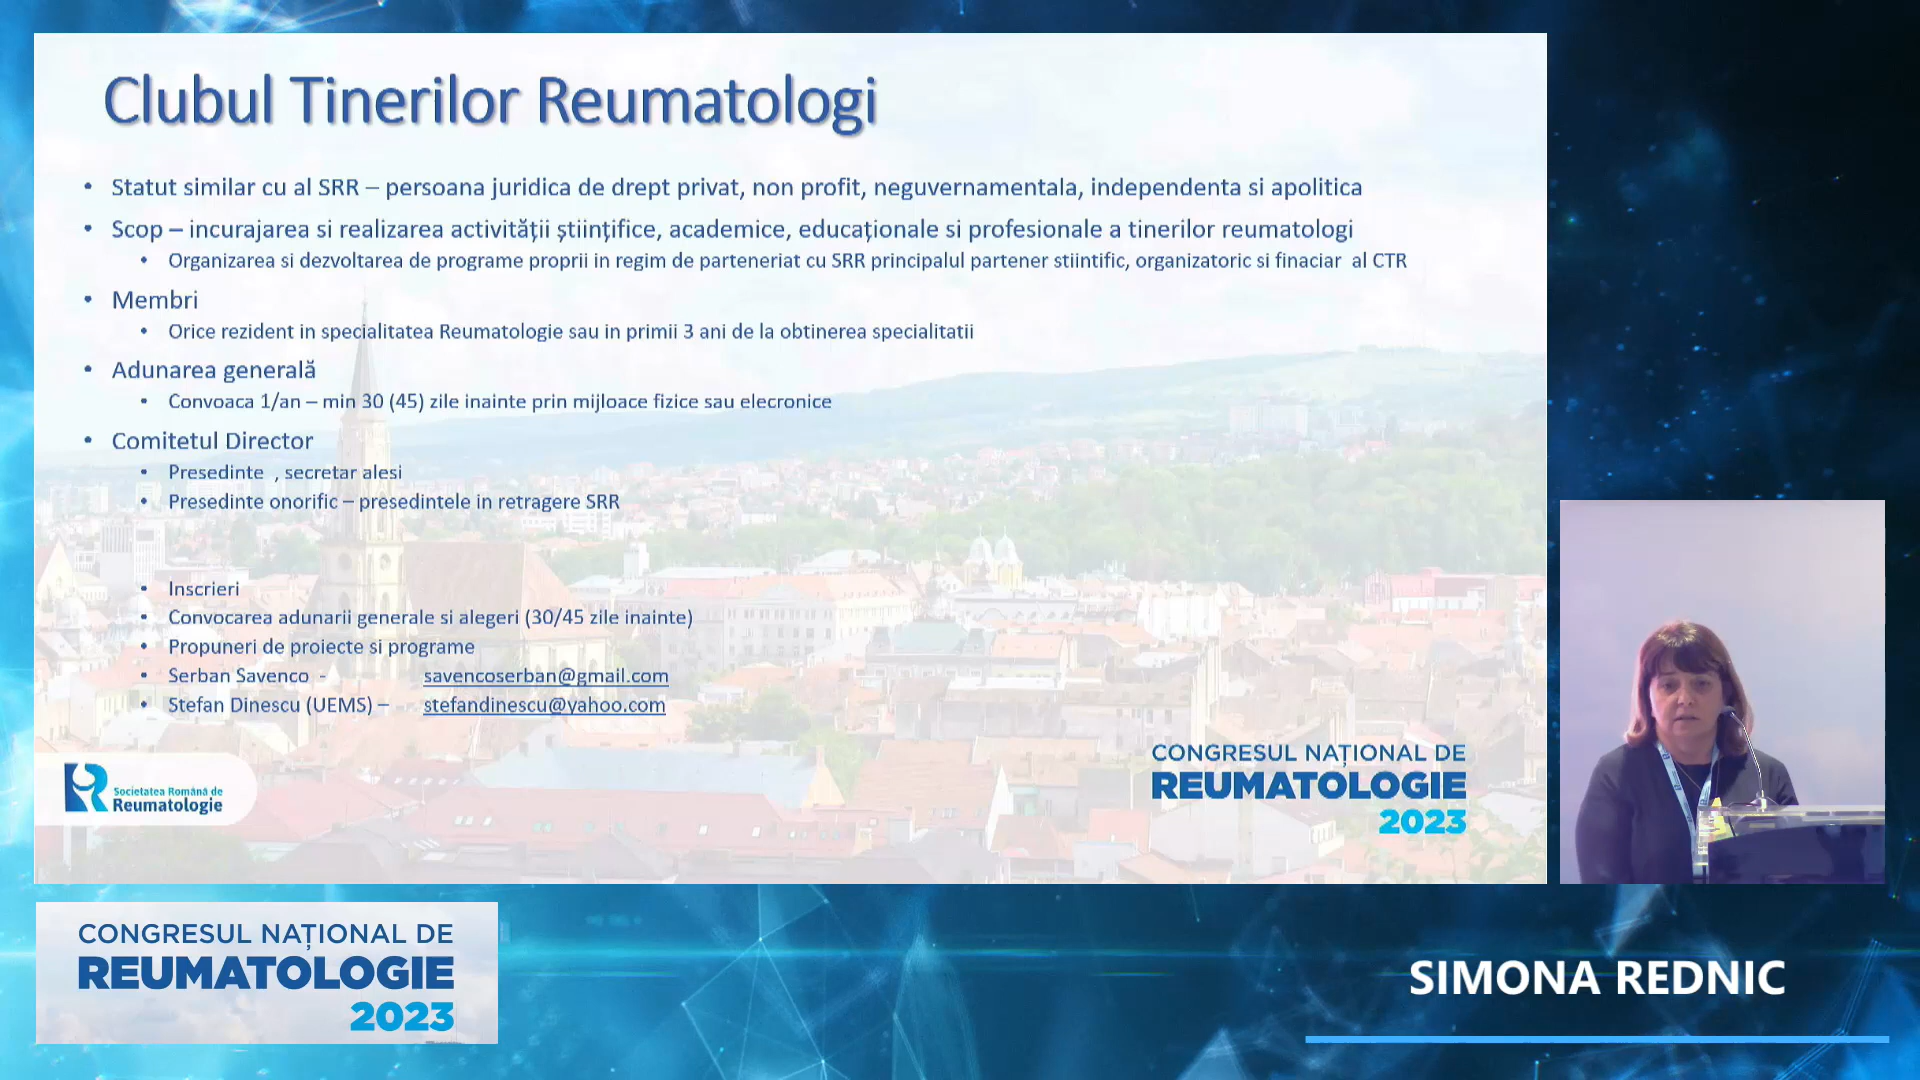 Clubul Tinerilor Reumatologi
• Statut similar cu al SRR – persoana juridica de drept privat, non profit, neguvernamentala, independenta si apolitica
• Scop – incurajarea si realizarea activității științifice, academice, educaționale si profesionale a tinerilor reumatologi
• Organizarea si dezvoltarea de programe proprii in regim de parteneriat cu SRR principalul partener stiintific, organizatoric si finaciar al CTR
• Membri
• Orice rezident in specialitatea Reumatologie sau in primii 3 ani de la obtinerea specialitatii
• Adunarea generală
• Convoaca 1/an – min 30 (45) zile inainte prin mijloace fizice sau elecronice
• Comitetul Director
• Presedinte , secretar alesi
• Presedinte onorific – presedintele in retragere SRR
• Inscrieri
• Convocarea adunarii generale si alegeri (30/45 zile inainte)
• Propuneri de proiecte si programe
• Serban Savenco - savencoserban@gmail.com
• Stefan Dinescu (UEMS) – stefandinescu@yahoo.com
Societatea Română de
Reumatologie
CONGRESUL NAȚIONAL DE
REUMATOLOGIE
2023
CONGRESUL NAȚIONAL DE
REUMATOLOGIE
2023
SIMONA REDNIC